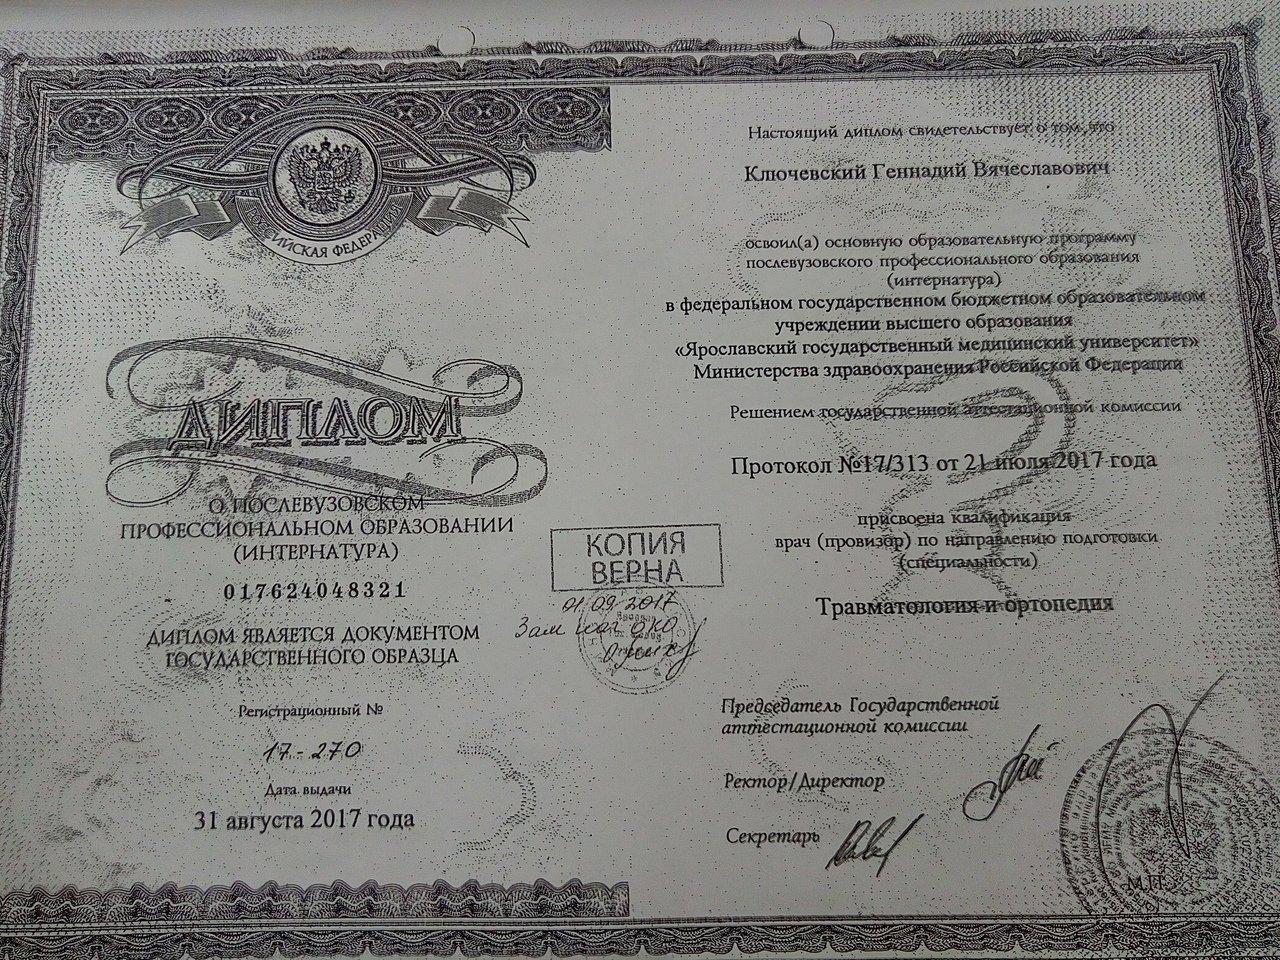 РОССИЙСКАЯ ФЕДЕРАЦИЯ
ДИПЛОМ
О ПОСЛЕВУЗОВСКОМ
ПРОФЕССИОНАЛЬНОМ ОБРАЗОВАНИИ
(ИНТЕРНАТУРА)
017624048321
ДИПЛОМ ЯВЛЯЕТСЯ ДОКУМЕНТОМ
ГОСУДАРСТВЕННОГО ОБРАЗЦА
Регистрационный №
17-270
Дата выдачи
31 августа 2017 года
КОПИЯ
ВЕРНА
01.09.2017
Зам
Настоящий диплом свидетельствует о том, что
Ключевский Геннадий Вячеславович
освоил(а) основную образовательную программу
послевузовского профессионального образования
(интернатура)
в федеральном государственном бюджетном образовательном
учреждении высшего образования
«Ярославский государственный медицинский университет»
Министерства здравоохранения Российской Федерации
Решением государственной аттестационной комиссии
Протокол №17/313 от 21 июля 2017 года
присвоена квалификация
врач (провизор) по направлению подготовки
(специальности)
Травматология и ортопедия
Председатель Государственной
аттестационной комиссии
Ректор/Директор
Секретарь
М.П.